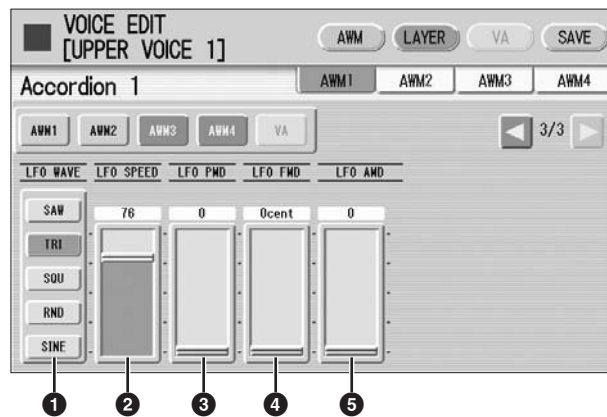 VOICE EDIT
[UPPER VOICE 1]
AWM LAYER VA SAVE
Accordion 1
AWM1 AWM2 AWM3 AWM4
AWM1 AWM2 AWM3 AWM4 VA
3/3
LFO WAVE LFO SPEED LFO PMD LFO FMD LFO AMD
SAW
76 0 0cent 0
TRI
SQU
RND
SINE
1 2 3 4 5